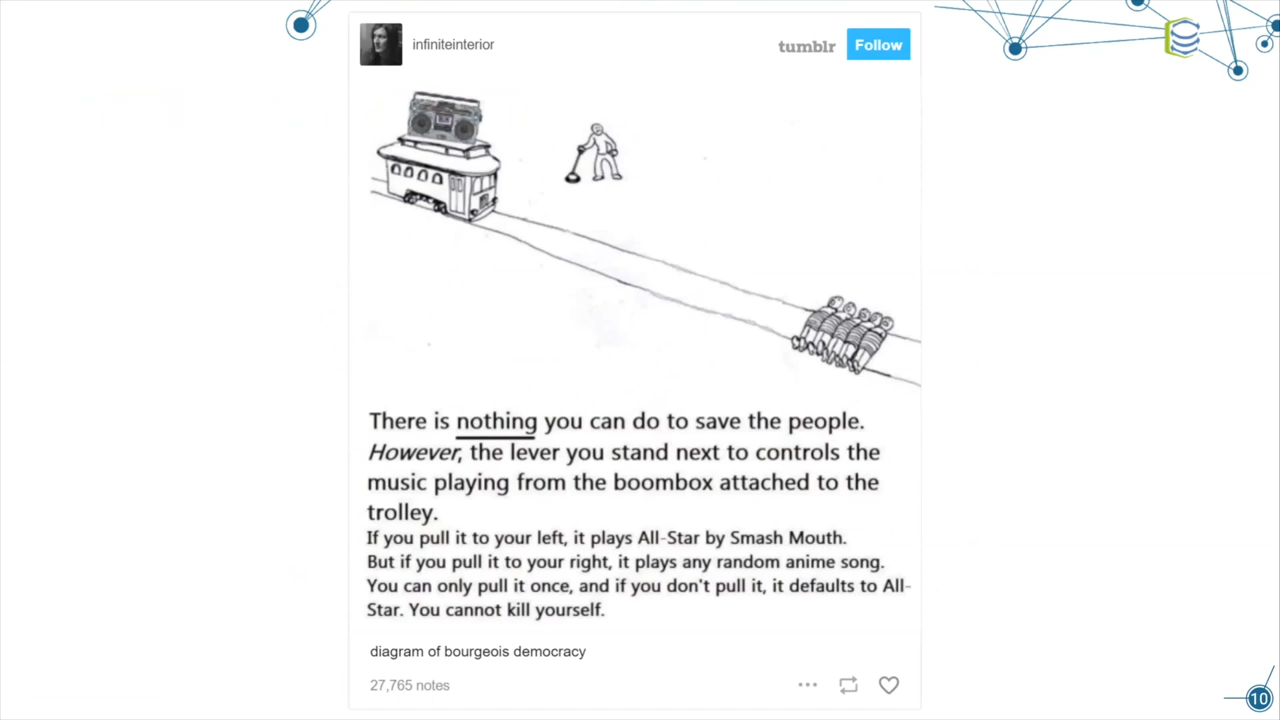 infiniteinterior
tumblr
Follow
There is nothing you can do to save the people.
However, the lever you stand next to controls the
music playing from the boombox attached to the
trolley.
If you pull it to your left, it plays All-Star by Smash Mouth.
But if you pull it to your right, it plays any random anime song.
You can only pull it once, and if you don't pull it, it defaults to All-
Star. You cannot kill yourself.
diagram of bourgeois democracy
27,765 notes
10